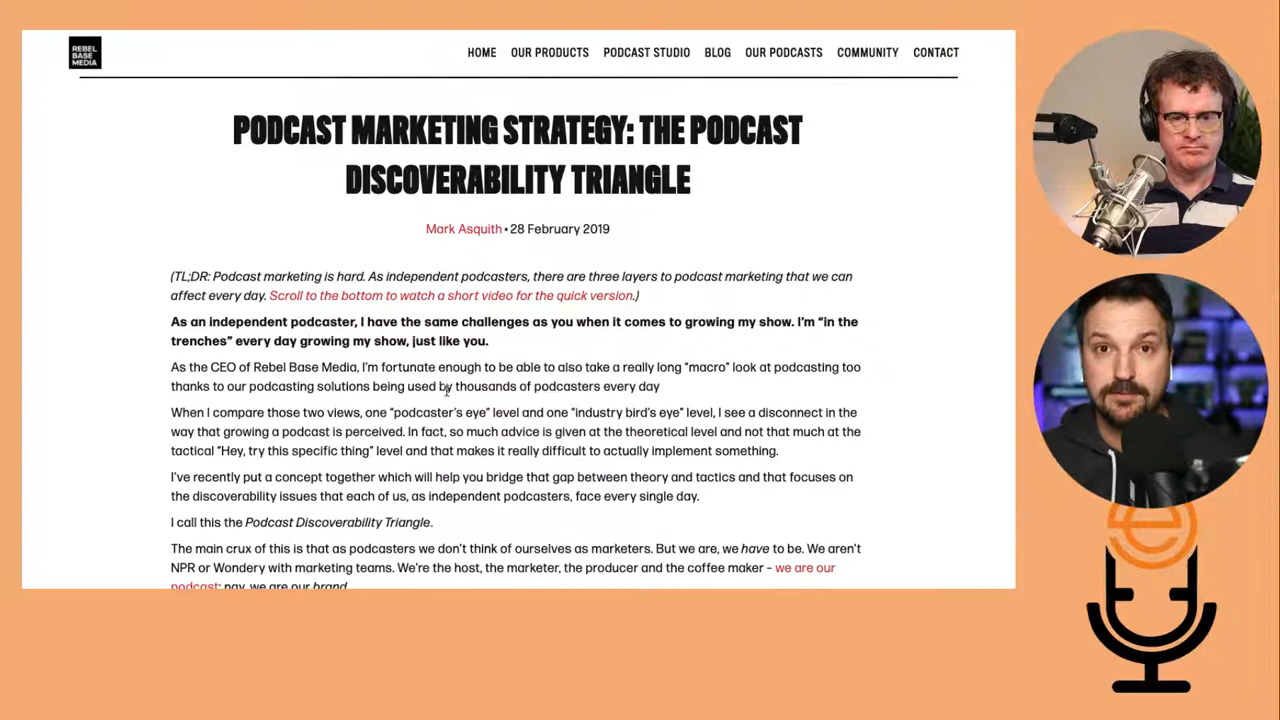 REBEL
BASE
MEDIA
HOME OUR PRODUCTS PODCAST STUDIO BLOG OUR PODCASTS COMMUNITY CONTACT
PODCAST MARKETING STRATEGY: THE PODCAST
DISCOVERABILITY TRIANGLE
Mark Asquith • 28 February 2019
(TL;DR: Podcast marketing is hard. As independent podcasters, there are three layers to podcast marketing that we can
affect every day. Scroll to the bottom to watch a short video for the quick version.)
As an independent podcaster, I have the same challenges as you when it comes to growing my show. I'm “in the
trenches” every day growing my show, just like you.
As the CEO of Rebel Base Media, I'm fortunate enough to be able to also take a really long “macro” look at podcasting too
thanks to our podcasting solutions being used by thousands of podcasters every day
When I compare those two views, one “podcaster's eye” level and one “industry bird's eye” level, I see a disconnect in the
way that growing a podcast is perceived. In fact, so much advice is given at the theoretical level and not that much at the
tactical “Hey, try this specific thing” level and that makes it really difficult to actually implement something.
I've recently put a concept together which will help you bridge that gap between theory and tactics and that focuses on
the discoverability issues that each of us, as independent podcasters, face every single day.
I call this the Podcast Discoverability Triangle.
The main crux of this is that as podcasters we don't think of ourselves as marketers. But we are, we have to be. We aren't
NPR or Wondery with marketing teams. We're the host, the marketer, the producer and the coffee maker – we are our
podcast; nay, we are our brand.